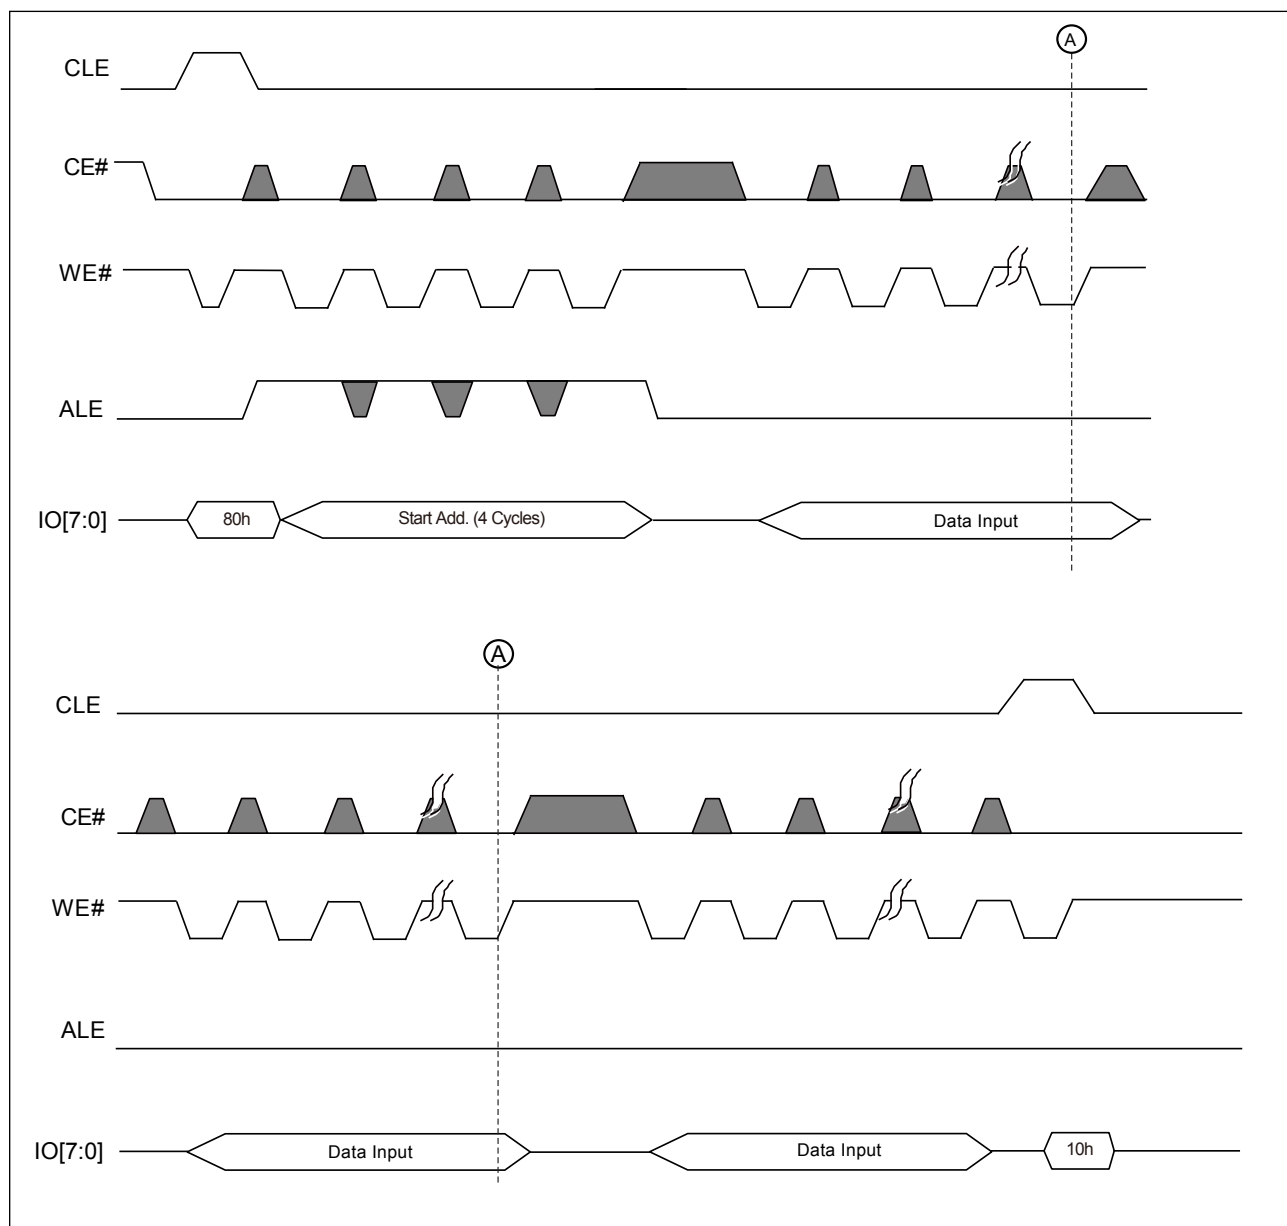 A
CLE
CE#
WE#
ALE
IO[7:0]
80h
Start Add. (4 Cycles)
Data Input
A
CLE
CE#
WE#
ALE
IO[7:0]
Data Input
Data Input
10h